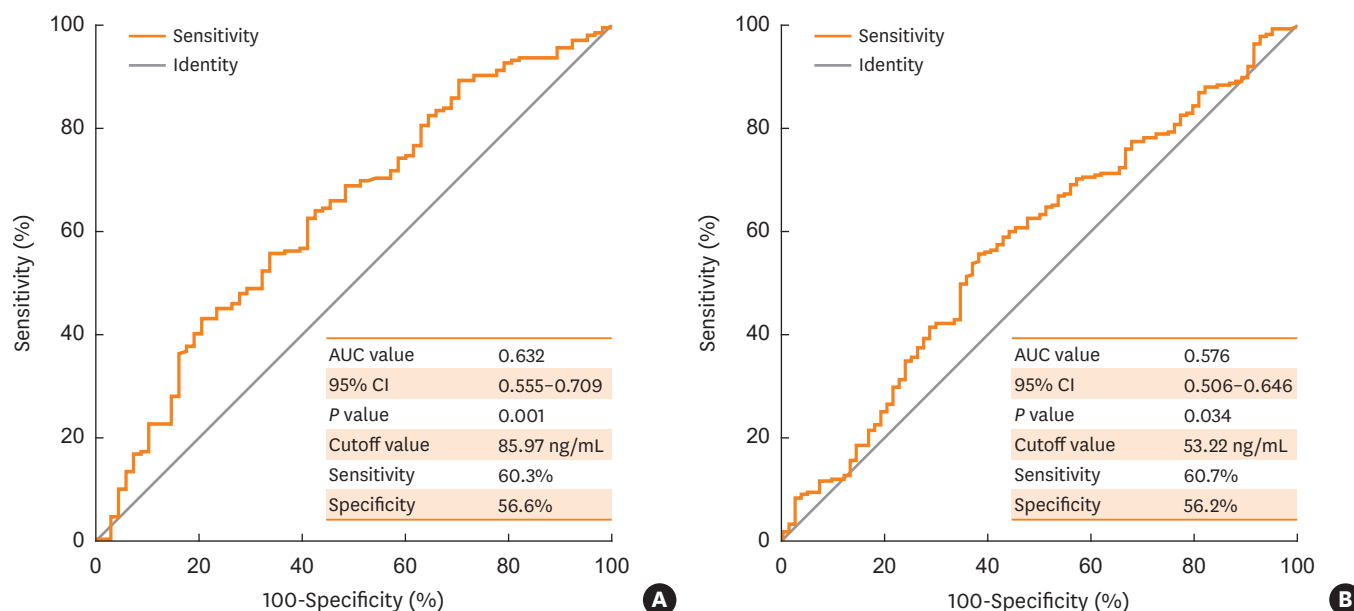 100
80
60
40
20
0
Sensitivity (%)
Sensitivity
Identity
AUC value 0.632
95% CI 0.555–0.709
P value 0.001
Cutoff value 85.97 ng/mL
Sensitivity 60.3%
Specificity 56.6%
0 20 40 60 80 100
100-Specificity (%)
A
100
80
60
40
20
0
Sensitivity (%)
Sensitivity
Identity
AUC value 0.576
95% CI 0.506–0.646
P value 0.034
Cutoff value 53.22 ng/mL
Sensitivity 60.7%
Specificity 56.2%
0 20 40 60 80 100
100-Specificity (%)
B